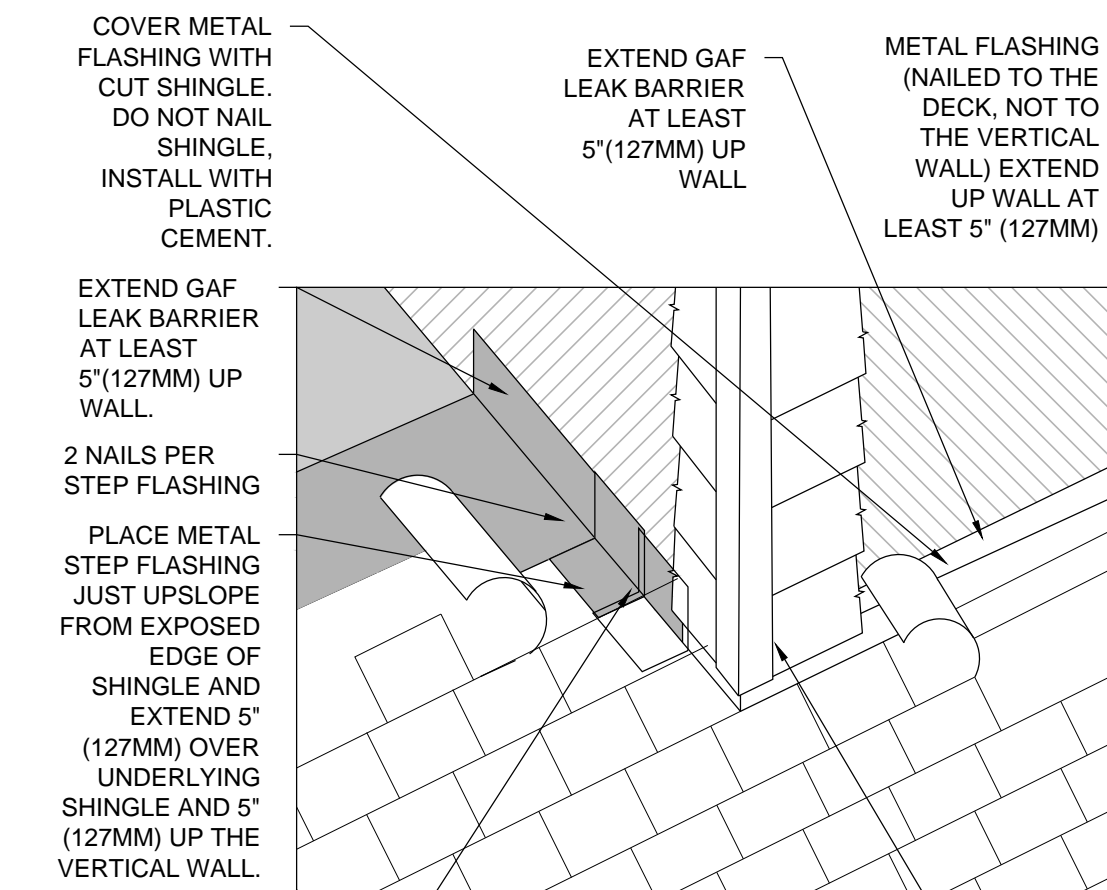 COVER METAL
FLASHING WITH
CUT SHINGLE.
DO NOT NAIL
SHINGLE,
INSTALL WITH
PLASTIC
CEMENT.
EXTEND GAF
LEAK BARRIER
AT LEAST
5"(127MM) UP
WALL
METAL FLASHING
(NAILED TO THE
DECK, NOT TO
THE VERTICAL
WALL) EXTEND
UP WALL AT
LEAST 5" (127MM)
EXTEND GAF
LEAK BARRIER
AT LEAST
5"(127MM) UP
WALL.
2 NAILS PER
STEP FLASHING
PLACE METAL
STEP FLASHING
JUST UPSLOPE
FROM EXPOSED
EDGE OF
SHINGLE AND
EXTEND 5"
(127MM) OVER
UNDERLYING
SHINGLE AND 5"
(127MM) UP THE
VERTICAL WALL.